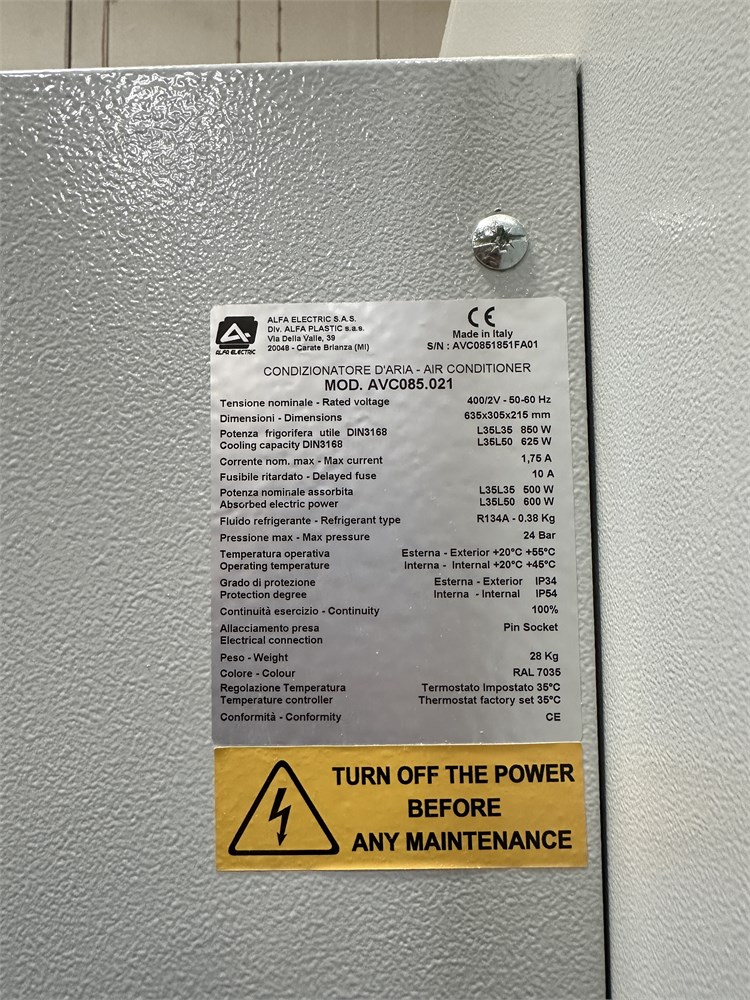 ALFA ELECTRIC
ALFA ELECTRIC S.A.S.
Div. ALFA PLASTIC s.a.s.
Via Della Valle, 39
20048 - Carate Brianza (MI)
CE
Made in Italy
S/N : AVC0851851FA01
CONDIZIONATORE D'ARIA - AIR CONDITIONER
MOD. AVC085.021
Tensione nominale - Rated voltage 400/2V - 50-60 Hz
Dimensioni - Dimensions 635x305x215 mm
Potenza frigorifera utile DIN3168 L35L35 850 W
Cooling capacity DIN3168 L35L50 625 W
Corrente nom. max - Max current 1,75 A
Fusibile ritardato - Delayed fuse 10 A
Potenza nominale assorbita L35L35 500 W
Absorbed electric power L35L50 600 W
Fluido refrigerante - Refrigerant type R134A - 0.38 Kg
Pressione max - Max pressure 24 Bar
Temperatura operativa Esterna - Exterior +20°C +55°C
Operating temperature Interna - Internal +20°C +45°C
Grado di protezione Esterna - Exterior IP34
Protection degree Interna - Internal IP54
Continuità esercizio - Continuity 100%
Allacciamento presa Pin Socket
Electrical connection
Peso - Weight 28 Kg
Colore - Colour RAL 7035
Regolazione Temperatura Termostato Impostato 35°C
Temperature controller Thermostat factory set 35°C
Conformità - Conformity CE
TURN OFF THE POWER
BEFORE
ANY MAINTENANCE